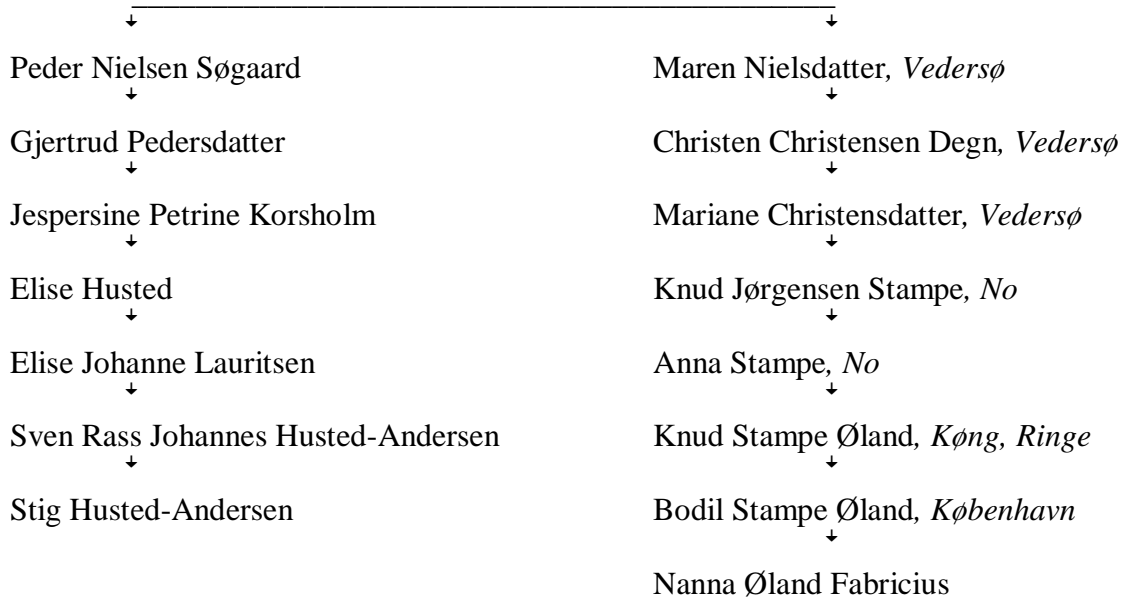 Peder Nielsen Søgaard Maren Nielsdatter, Vedersø
Gjertrud Pedersdatter Christen Christensen Degn, Vedersø
Jespersine Petrine Korsholm Mariane Christensdatter, Vedersø
Elise Husted Knud Jørgensen Stampe, No
Elise Johanne Lauritsen Anna Stampe, No
Sven Rass Johannes Husted-Andersen Knud Stampe Øland, Køng, Ringe
Stig Husted-Andersen Bodil Stampe Øland, København
Nanna Øland Fabricius